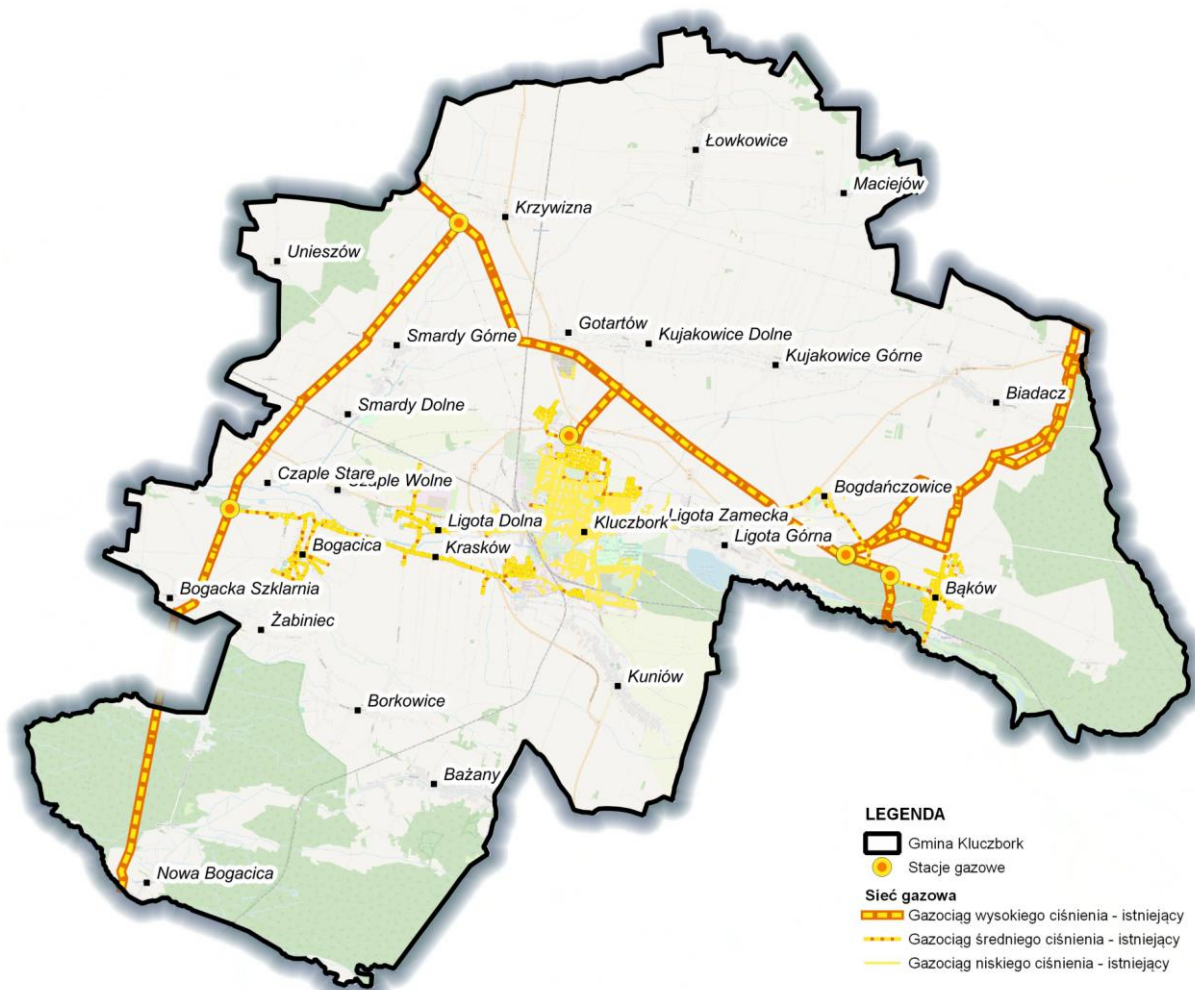 Łowkowice
Maciejów
Krzywizna
Unieszów
Gotartów
Smardy Górne
Kujakowice Dolne
Kujakowice Górne
Biadacz
Smardy Dolne
Czaple Stare
Czaple Wolne
Bogdańczowice
Ligota Zamecka
Ligota Dolna
Kluczbork
Ligota Górna
Bogacica
Krasków
Bogacka Szklarnia
Bąków
Żabiniec
Kuniów
Borkowice
Bażany
Nowa Bogacica
LEGENDA
Gmina Kluczbork
Stacje gazowe
Sieć gazowa
Gazociąg wysokiego ciśnienia - istniejący
Gazociąg średniego ciśnienia - istniejący
Gazociąg niskiego ciśnienia - istniejący